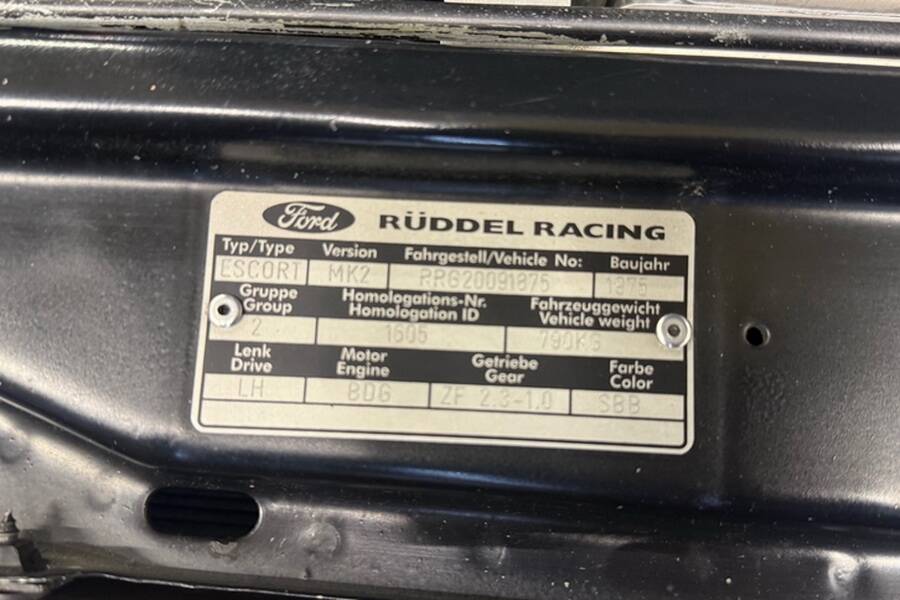 Ford RÜDDEL RACING
Typ/Type Version Fahrgestell/Vehicle No: Baujahr
ESCORT MK2 RRG20091875 1975
Gruppe Homologations-Nr. Fahrzeuggewicht
Group Homologation ID Vehicle weight
2 1605 790KG
Lenk Motor Getriebe Farbe
Drive Engine Gear Color
LH BDG ZF 2.3-1.0 SBB